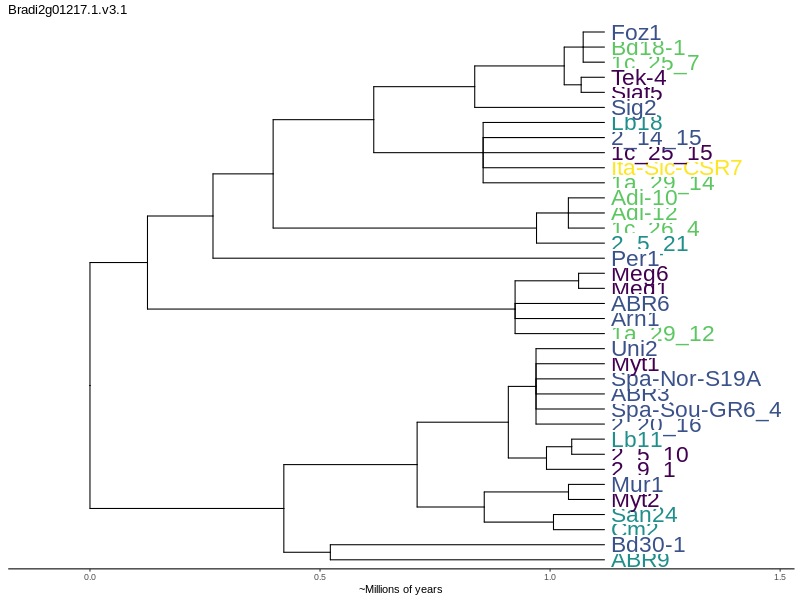 Bradi2g01217.1.v3.1
Foz1
Bd18-1
1c_25_7
Tek-4
Siat5
Sig2
Lb18
2_14_15
1c_25_15
Ita-Sic-CSR7
1a_29_14
Adi-10
Adi-12
1c_26_4
2_5_21
Per1
Meg6
Med1
ABR6
Arn1
1a_29_12
Uni2
Myt1
Spa-Nor-S19A
ABR3
Spa-Sou-GR6_4
2_20_16
Lb11
2_5_10
2_9_1
Mur1
Myt2
San24
Cm2
Bd30-1
ABR9
0.0 0.5 1.0 1.5
~Millions of years